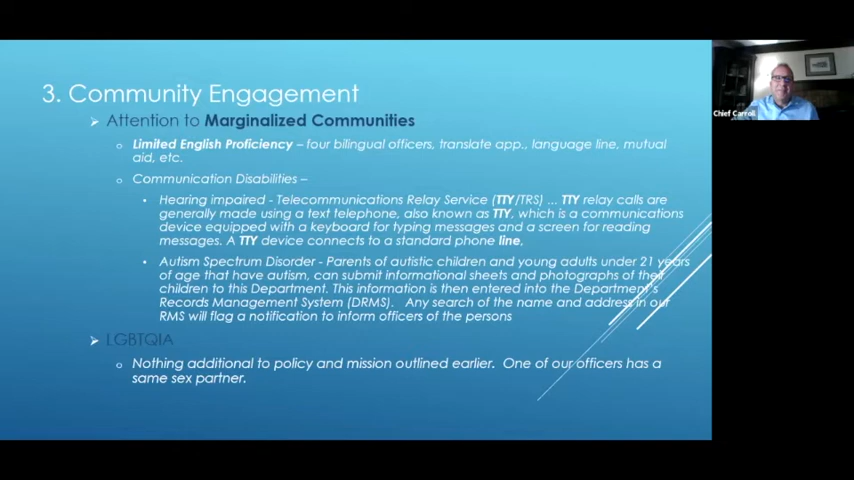 3. Community Engagement
Attention to Marginalized Communities
Limited English Proficiency – four bilingual officers, translate app., language line, mutual
aid, etc.
Communication Disabilities –
Hearing impaired - Telecommunications Relay Service (TTY/TRS) ... TTY relay calls are
generally made using a text telephone, also known as TTY, which is a communications
device equipped with a keyboard for typing messages and a screen for reading
messages. A TTY device connects to a standard phone line.
Autism Spectrum Disorder - Parents of autistic children and young adults under 21 years
of age that have autism, can submit informational sheets and photographs of their
children to this Department. This information is then entered into the Department's
Records Management System (DRMS). Any search of the name and address in our
RMS will flag a notification to inform officers of the persons
LGBTQIA
Nothing additional to policy and mission outlined earlier. One of our officers has a
same sex partner.
Chief Carroll